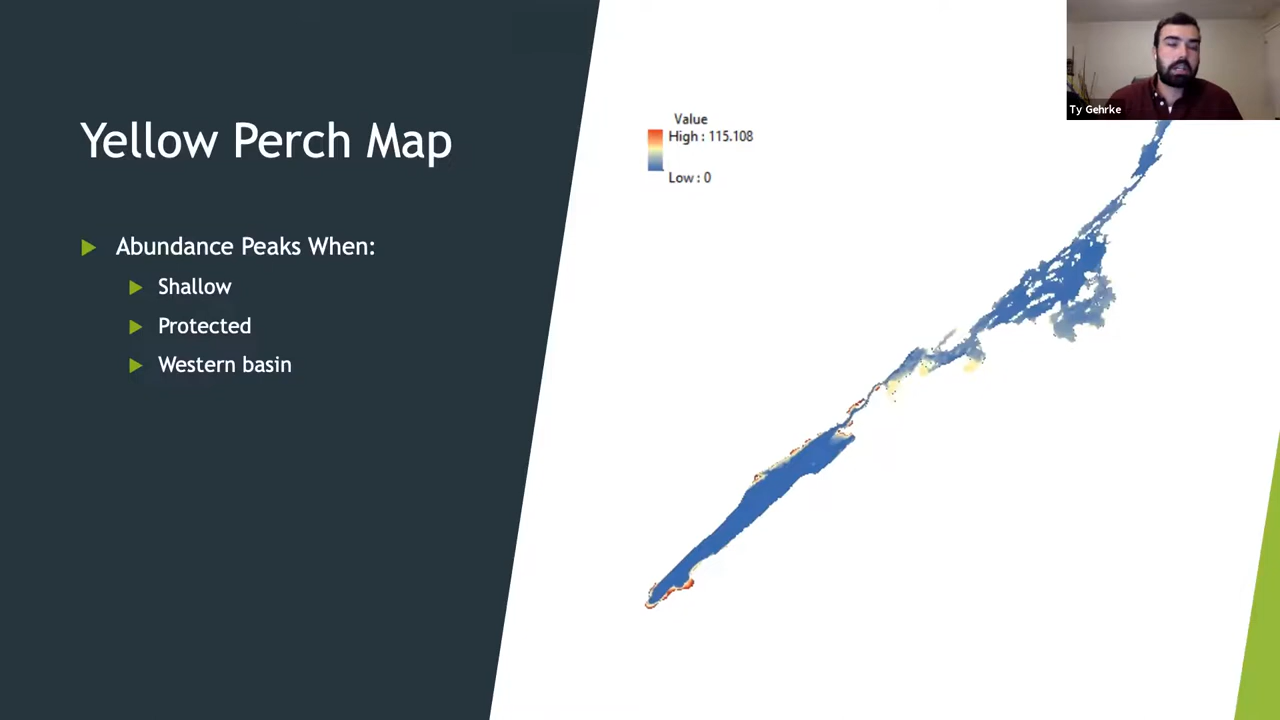 Yellow Perch Map
Abundance Peaks When:
Shallow
Protected
Western basin
Value
High : 115.108
Low : 0
Ty Gehrke